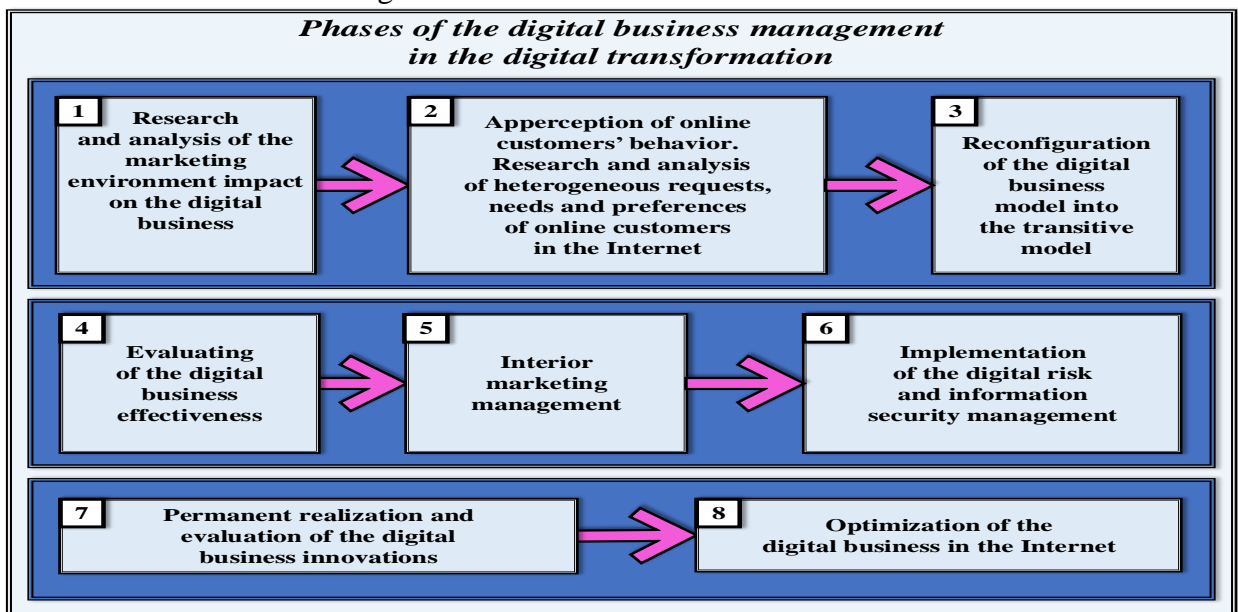 Phases of the digital business management
in the digital transformation
1
Research
and analysis of the
marketing
environment impact
on the digital
business
2
Apperception of online
customers’ behavior.
Research and analysis
of heterogeneous requests,
needs and preferences
of online customers
in the Internet
3
Reconfiguration
of the digital
business
model into
the transitive
model
4
Evaluating
of the digital
business
effectiveness
5
Interior
marketing
management
6
Implementation
of the digital risk
and information
security management
7
Permanent realization and
evaluation of the digital
business innovations
8
Optimization of the
digital business in the Internet